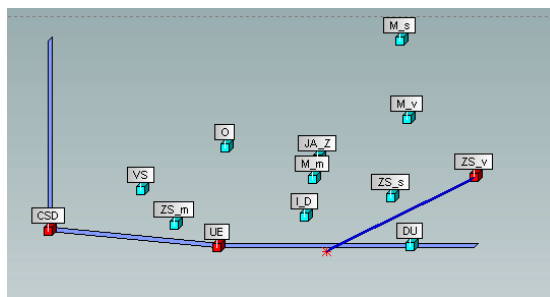 M_s
M_v
O
JA_Z
M_m
ZS_v
VS
ZS_s
I_D
ZS_m
CSD
UE
DU